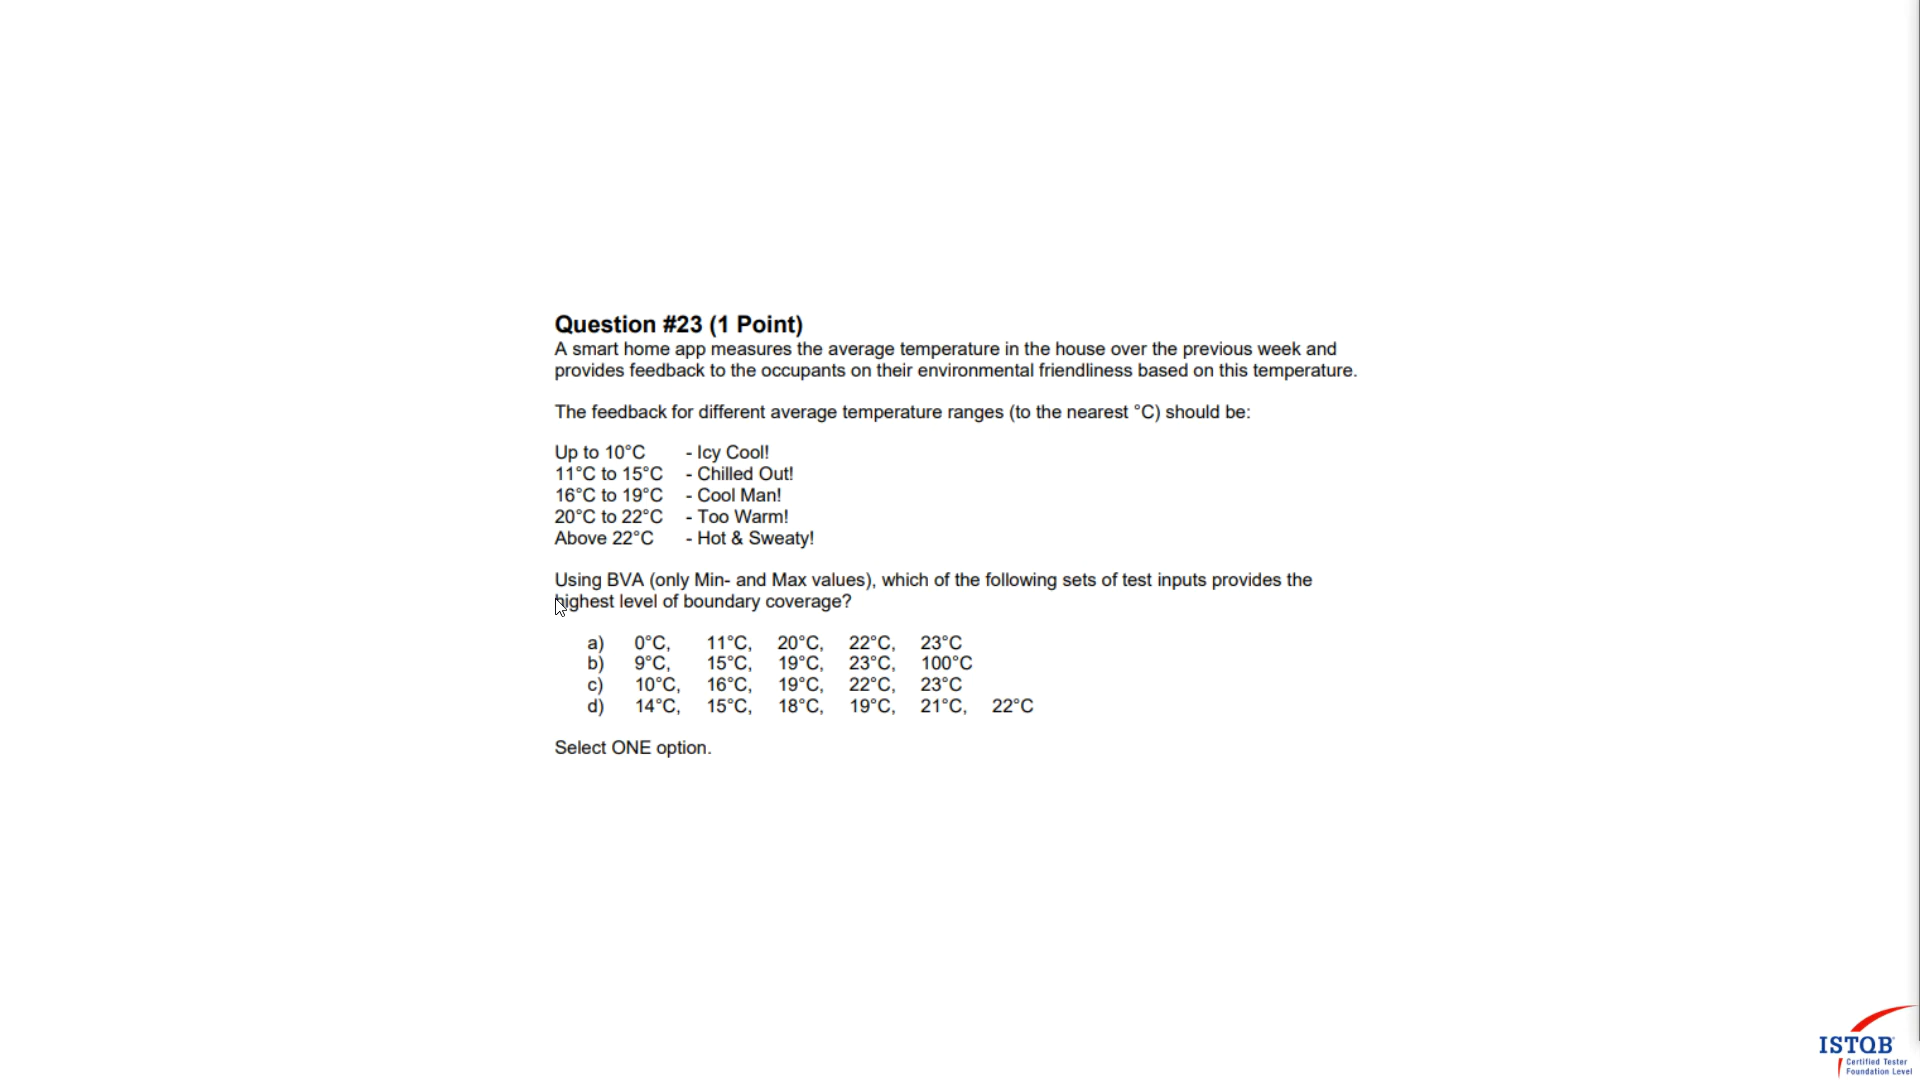 Question #23 (1 Point)
A smart home app measures the average temperature in the house over the previous week and
provides feedback to the occupants on their environmental friendliness based on this temperature.
The feedback for different average temperature ranges (to the nearest °C) should be:
Up to 10°C - Icy Cool!
11°C to 15°C - Chilled Out!
16°C to 19°C - Cool Man!
20°C to 22°C - Too Warm!
Above 22°C - Hot & Sweaty!
Using BVA (only Min- and Max values), which of the following sets of test inputs provides the
highest level of boundary coverage?
a) 0°C, 11°C, 20°C, 22°C, 23°C
b) 9°C, 15°C, 19°C, 23°C, 100°C
c) 10°C, 16°C, 19°C, 22°C, 23°C
d) 14°C, 15°C, 18°C, 19°C, 21°C, 22°C
Select ONE option.
ISTQB
Certified Tester
Foundation Level